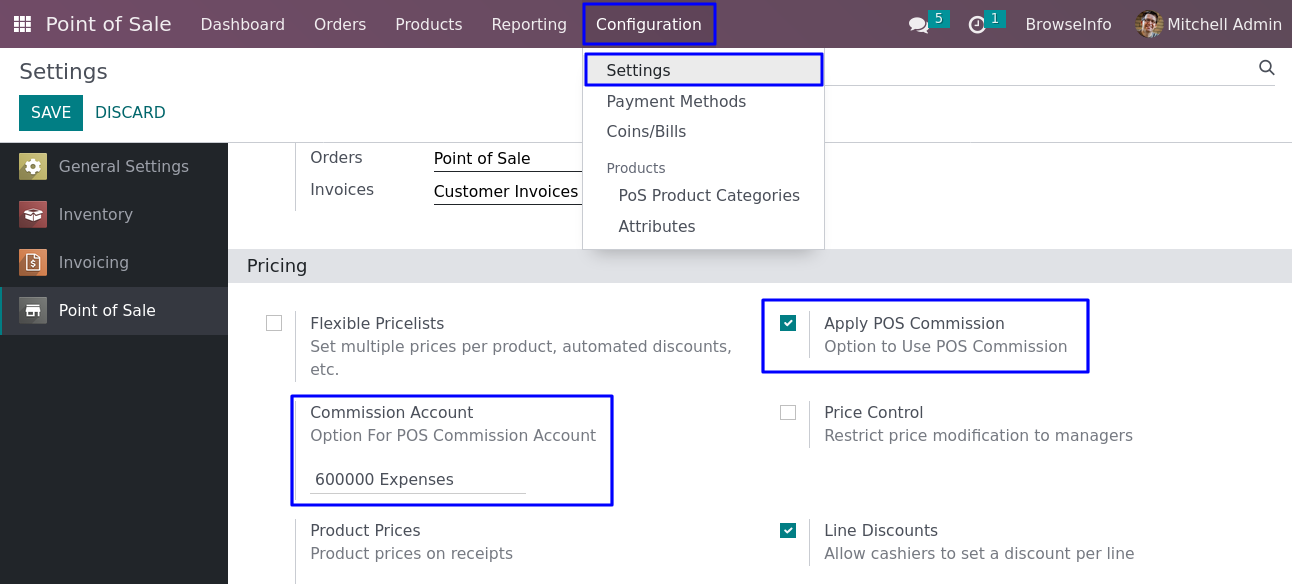 Point of Sale Dashboard Orders Products Reporting Configuration 5 1 BrowseInfo Mitchell Admin
Settings
SAVE DISCARD
Settings
Payment Methods
Coins/Bills
Products
PoS Product Categories
Attributes
General Settings
Inventory
Invoicing
Point of Sale
Orders Point of Sale
Invoices Customer Invoices
Pricing
Flexible Pricelists
Set multiple prices per product, automated discounts,
etc.
Apply POS Commission
Option to Use POS Commission
Commission Account
Option For POS Commission Account
600000 Expenses
Price Control
Restrict price modification to managers
Product Prices
Product prices on receipts
Line Discounts
Allow cashiers to set a discount per line